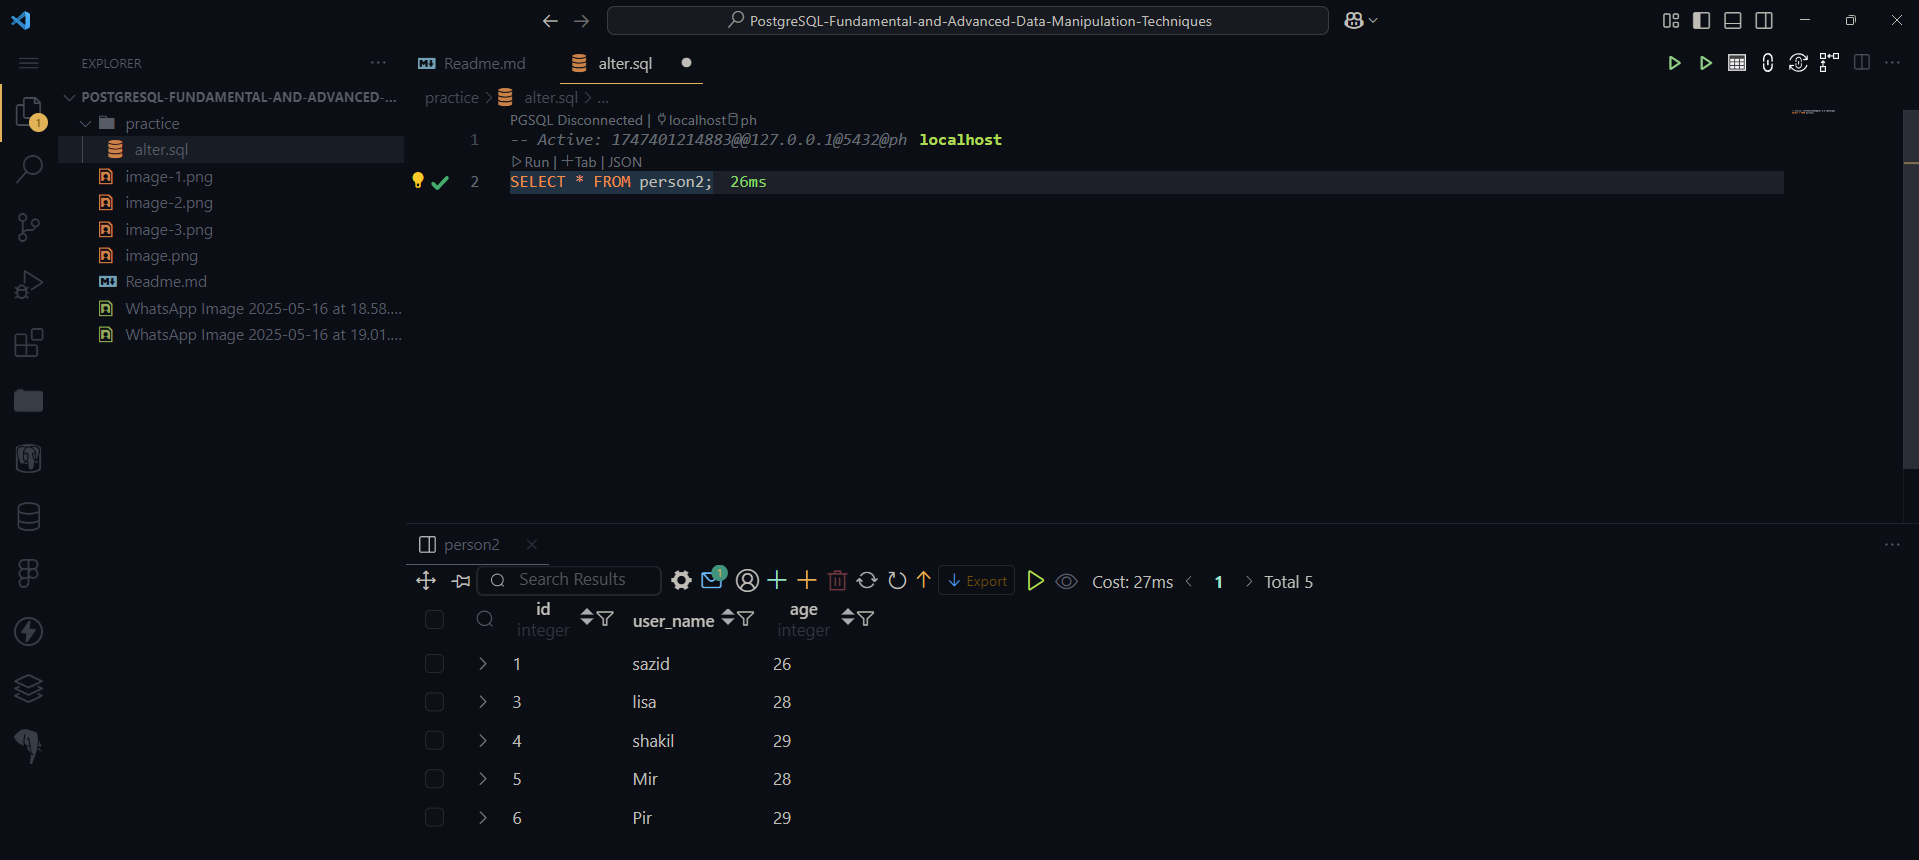 PostgreSQL-Fundamental-and-Advanced-Data-Manipulation-Techniques
EXPLORER
POSTGRESQL-FUNDAMENTAL-AND-ADVANCED-...
practice
alter.sql
image-1.png
image-2.png
image-3.png
image.png
Readme.md
WhatsApp Image 2025-05-16 at 18.58....
WhatsApp Image 2025-05-16 at 19.01....
1
Readme.md
alter.sql
practice > alter.sql > ...
PGSQL Disconnected | localhost ph
1 -- Active: 1747401214883@@127.0.0.1@5432@ph localhost
Run | +Tab | JSON
2 SELECT * FROM person2; 26ms
person2
Search Results 1 Export Cost: 27ms < 1 > Total 5
id integer user_name age integer
1 sazid 26
3 lisa 28
4 shakil 29
5 Mir 28
6 Pir 29